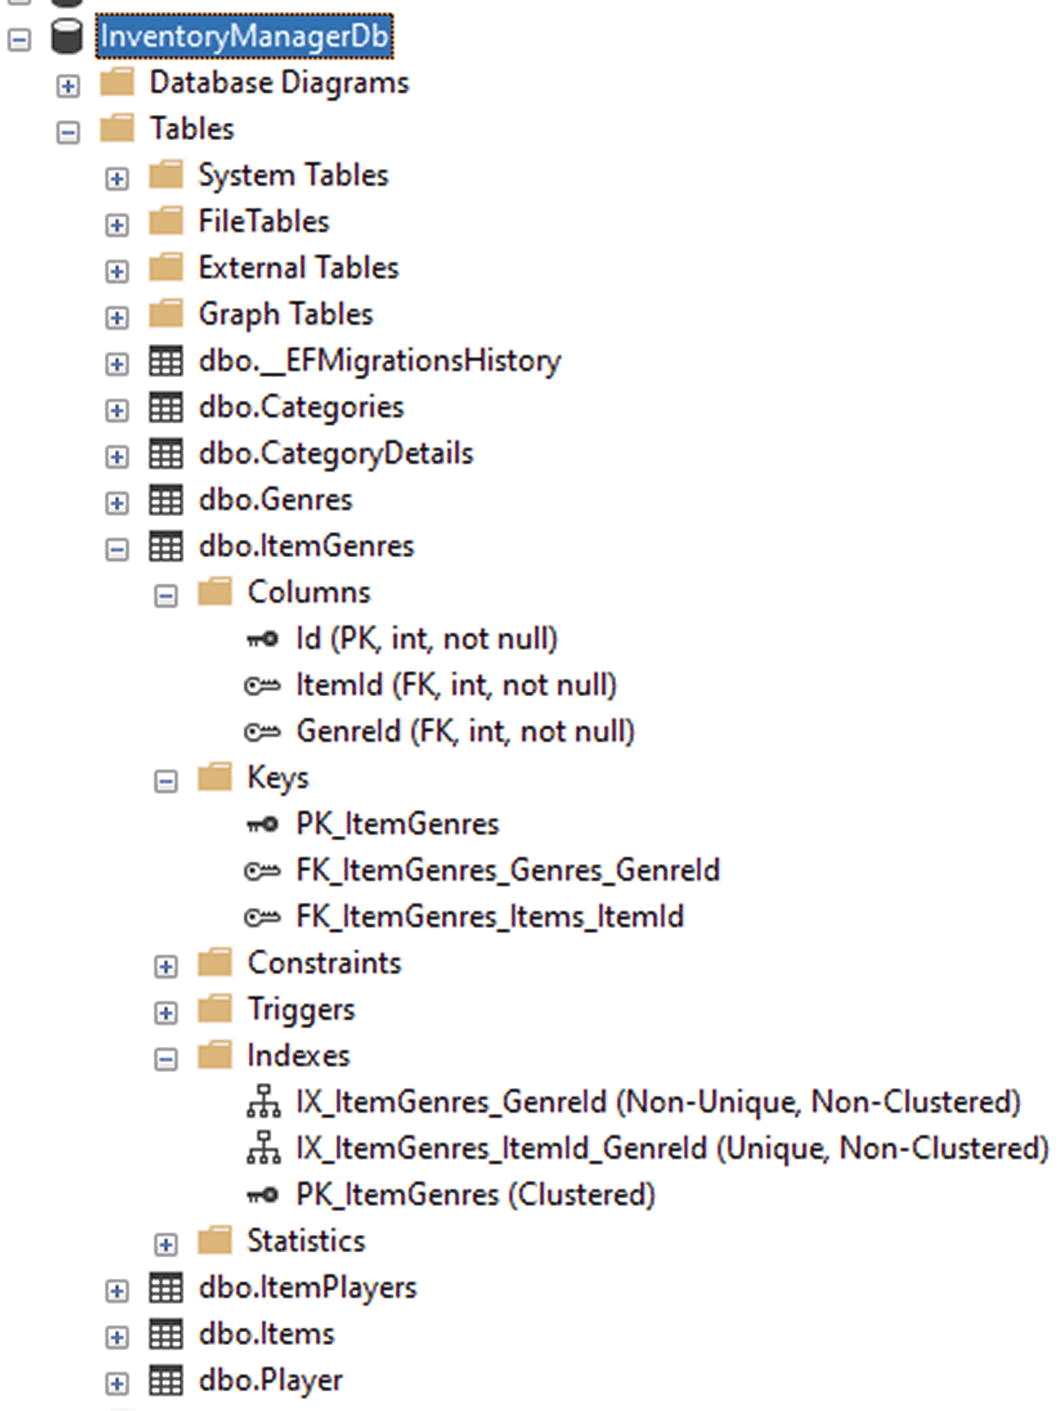 InventoryManagerDb
Database Diagrams
Tables
System Tables
FileTables
External Tables
Graph Tables
dbo.__EFMigrationsHistory
dbo.Categories
dbo.CategoryDetails
dbo.Genres
dbo.ItemGenres
Columns
Id (PK, int, not null)
ItemId (FK, int, not null)
GenreId (FK, int, not null)
Keys
PK_ItemGenres
FK_ItemGenres_Genres_GenreId
FK_ItemGenres_Items_ItemId
Constraints
Triggers
Indexes
IX_ItemGenres_GenreId (Non-Unique, Non-Clustered)
IX_ItemGenres_ItemId_GenreId (Unique, Non-Clustered)
PK_ItemGenres (Clustered)
Statistics
dbo.ItemPlayers
dbo.Items
dbo.Player